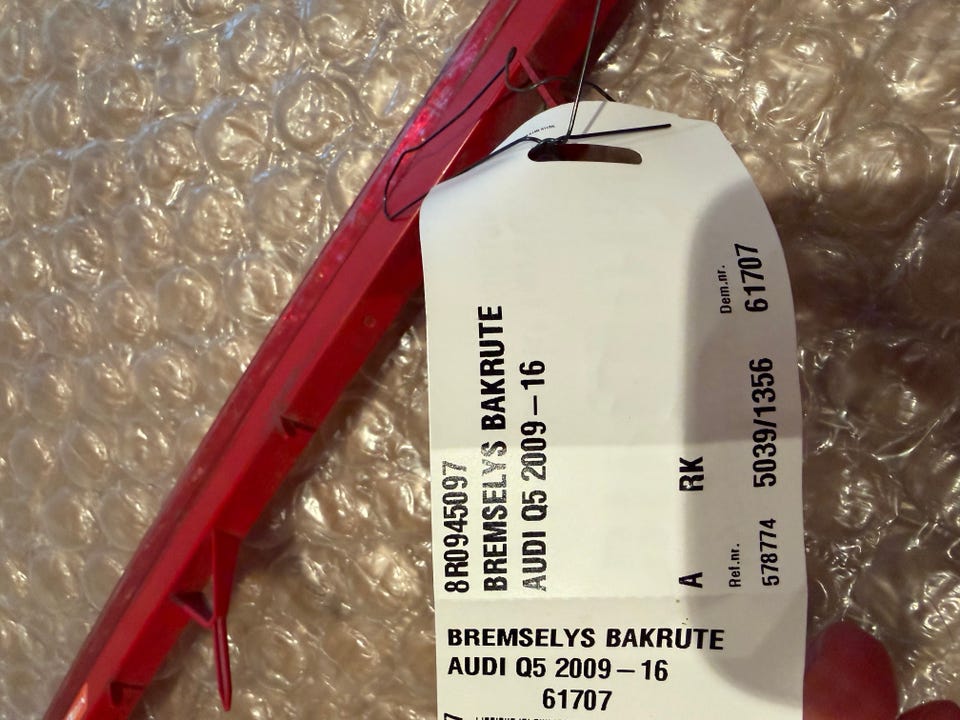 8R0945097
BREMSELYS BAKRUTE
AUDI Q5 2009-16
A RK
Ref.nr. Dem.nr.
578774 5039/1356 61707
BREMSELYS BAKRUTE
AUDI Q5 2009-16
61707
7